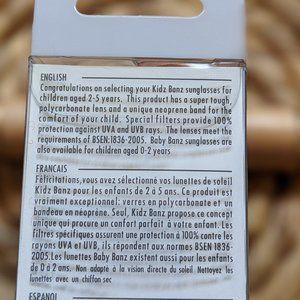 ENGLISH
Congratulations on selecting your Kidz Banz sunglasses for
children aged 2-5 years. This product has a super tough,
polycarbonate lens and a unique neoprene band for the
comfort of your child. Special filters provide 100%
protection against UVA and UVB rays. The lenses meet the
requirements of BSEN:1836-2005. Baby Banz sunglasses are
also available for children aged 0-2 years
FRANCAIS
Félicitations, vous avez sélectionné vos lunettes de soleil
Kidz Banz pour les enfants de 2 à 5 ans. Ce produit est
vraiment exceptionnel: verres en polycarbonate et un
bandeau en néoprène. Seul, Kidz Banz propose ce concept
unique qui procure un confort parfait à votre enfant. Les
filtres spécifiques assurent une protection à 100% contre les
rayons UVA et UVB, ils répondent aux normes BSEN 1836-
2005. Les lunettes Baby Banz existent aussi pour les enfants
de 0 à 2 ans. Non adapté à la vision directe du soleil Nettoyez les
lunettes avec un chiffon sec
ESPANOL